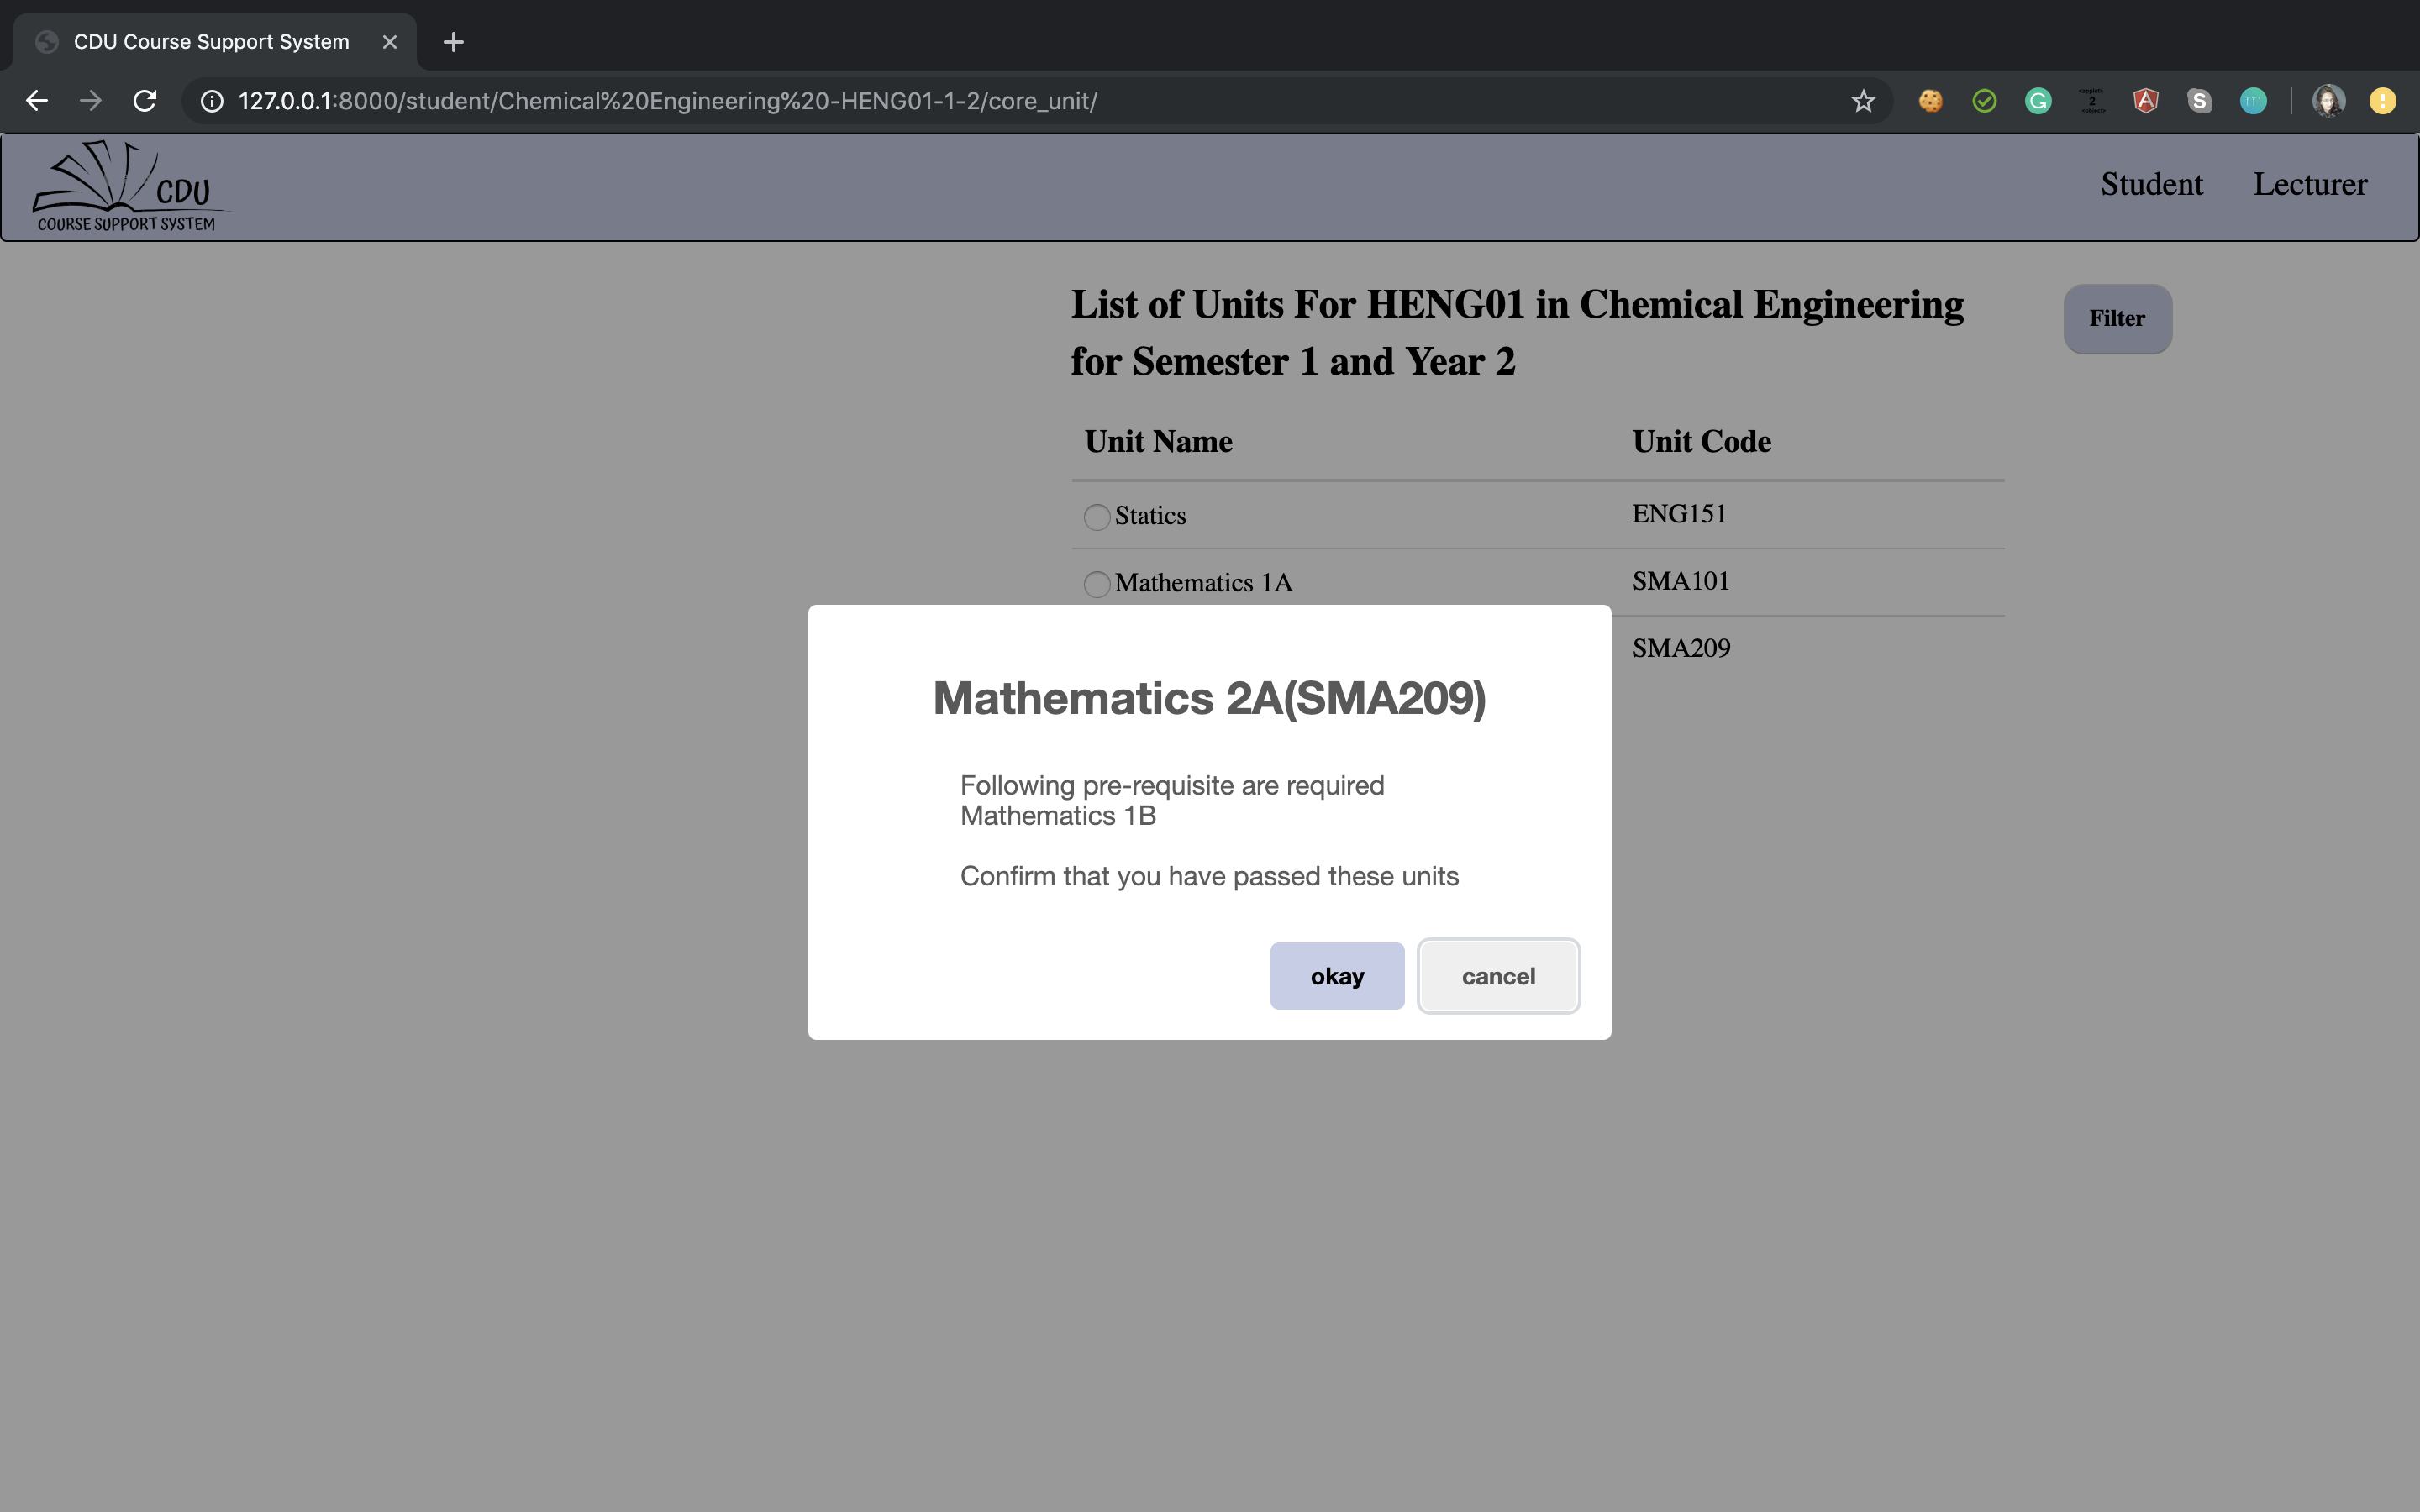 CDU Course Support System
127.0.0.1:8000/student/Chemical%20Engineering%20-HENG01-1-2/core_unit/
CDU
COURSE SUPPORT SYSTEM
Student Lecturer
List of Units For HENG01 in Chemical Engineering
for Semester 1 and Year 2
Filter
Unit Name Unit Code
Statics ENG151
Mathematics 1A SMA101
SMA209
Mathematics 2A(SMA209)
Following pre-requisite are required
Mathematics 1B
Confirm that you have passed these units
okay cancel